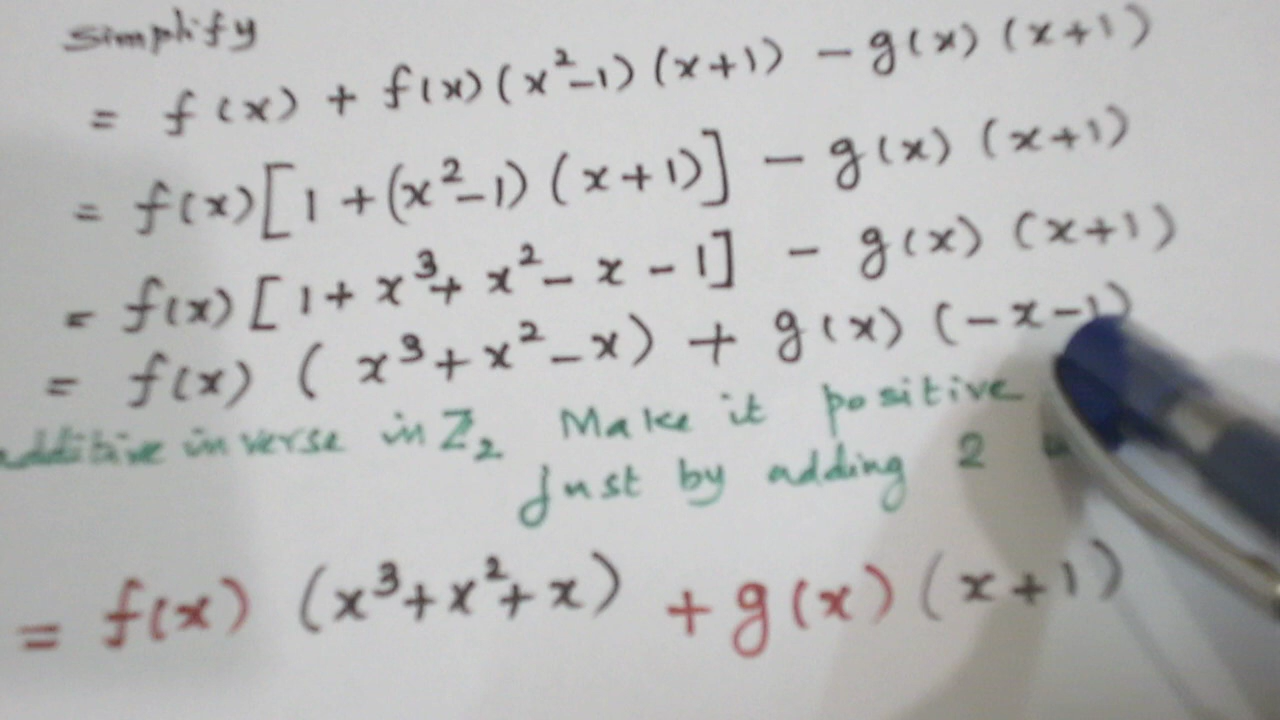 simplify
= f(x) + f(x)(x²-1)(x+1) - g(x)(x+1)
= f(x)[1+(x²-1)(x+1)] - g(x)(x+1)
= f(x)[1+x³+x²-x-1] - g(x)(x+1)
= f(x)(x³+x²-x) + g(x)(-x-1)
additive inverse in Z₂ Make it positive
Just by adding 2
= f(x)(x³+x²+x) + g(x)(x+1)